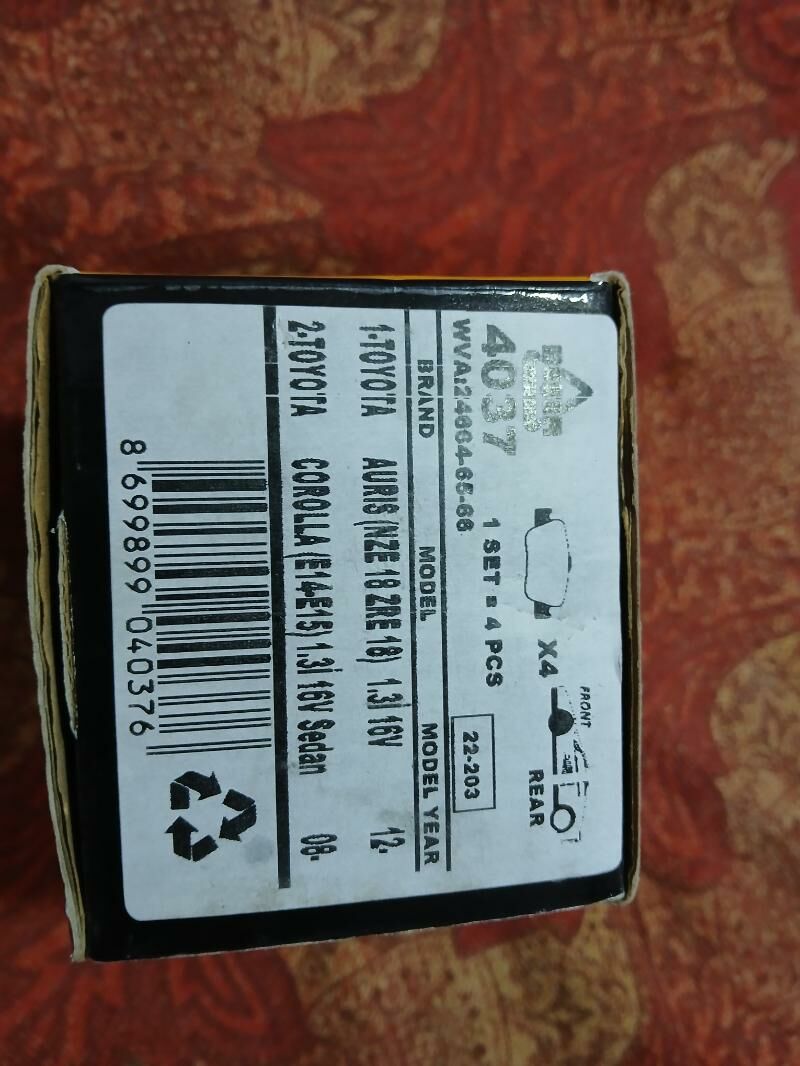 4037
1 SET = 4 PCS
X4
FRONT
REAR
WVA:24664-65-66
22-203
BRAND MODEL MODEL YEAR
1-TOYOTA AURS (NZE 18 ZRE 18) 1.3i 16V 12-
2-TOYOTA COROLLA (E14-E15) 1.3i 16V Sedan 08-
8 699899 040376